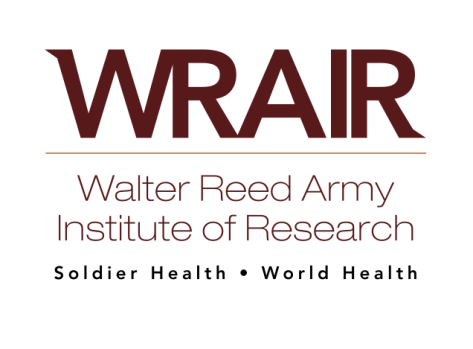 WRAIR
Walter Reed Army
Institute of Research
Soldier Health • World Health